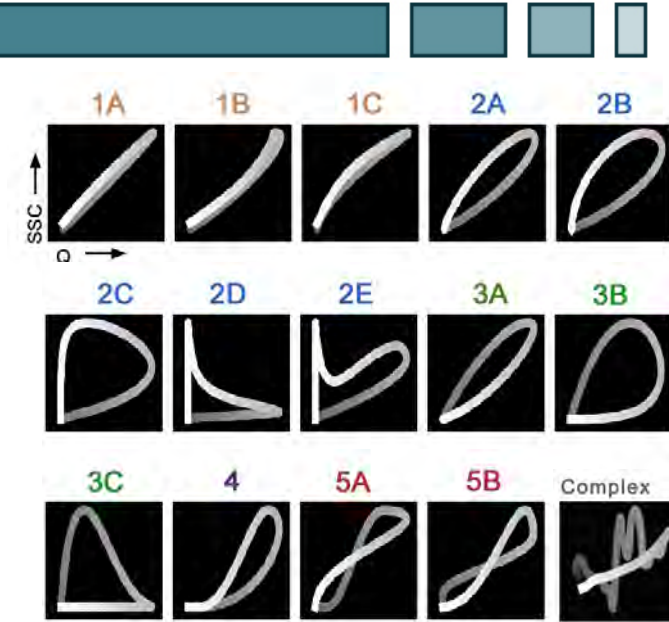 1A 1B 1C 2A 2B
SSC
Q
2C 2D 2E 3A 3B
3C 4 5A 5B Complex